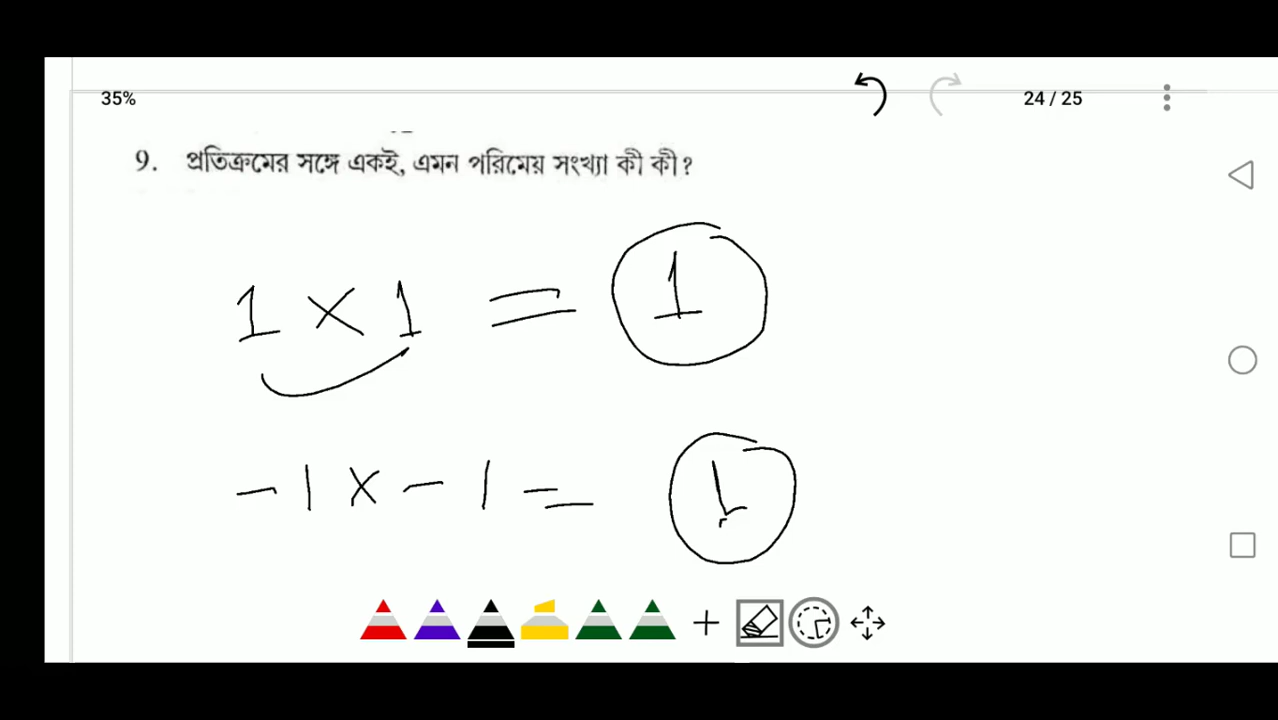 35%
24 / 25
9. প্রতিক্রমের সঙ্গে একই, এমন পরিমেয় সংখ্যা কী কী?
1 × 1 = 1
-1 × -1 = 1